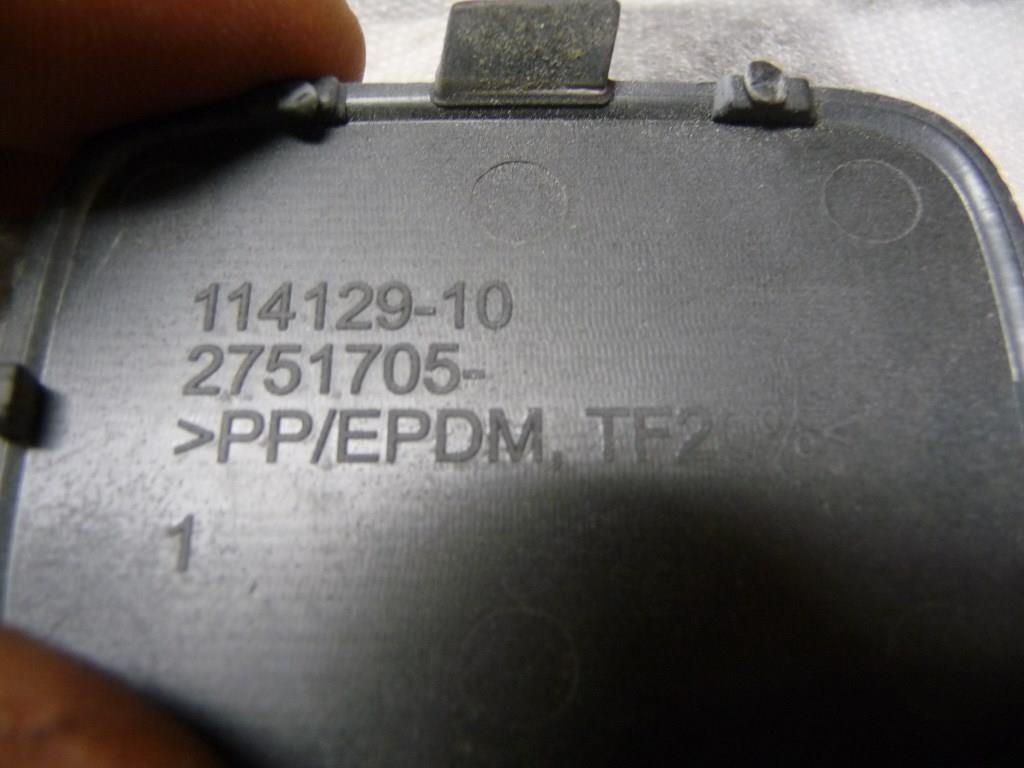 114129-10
2751705-
>PP/EPDM, TF2 %<
1